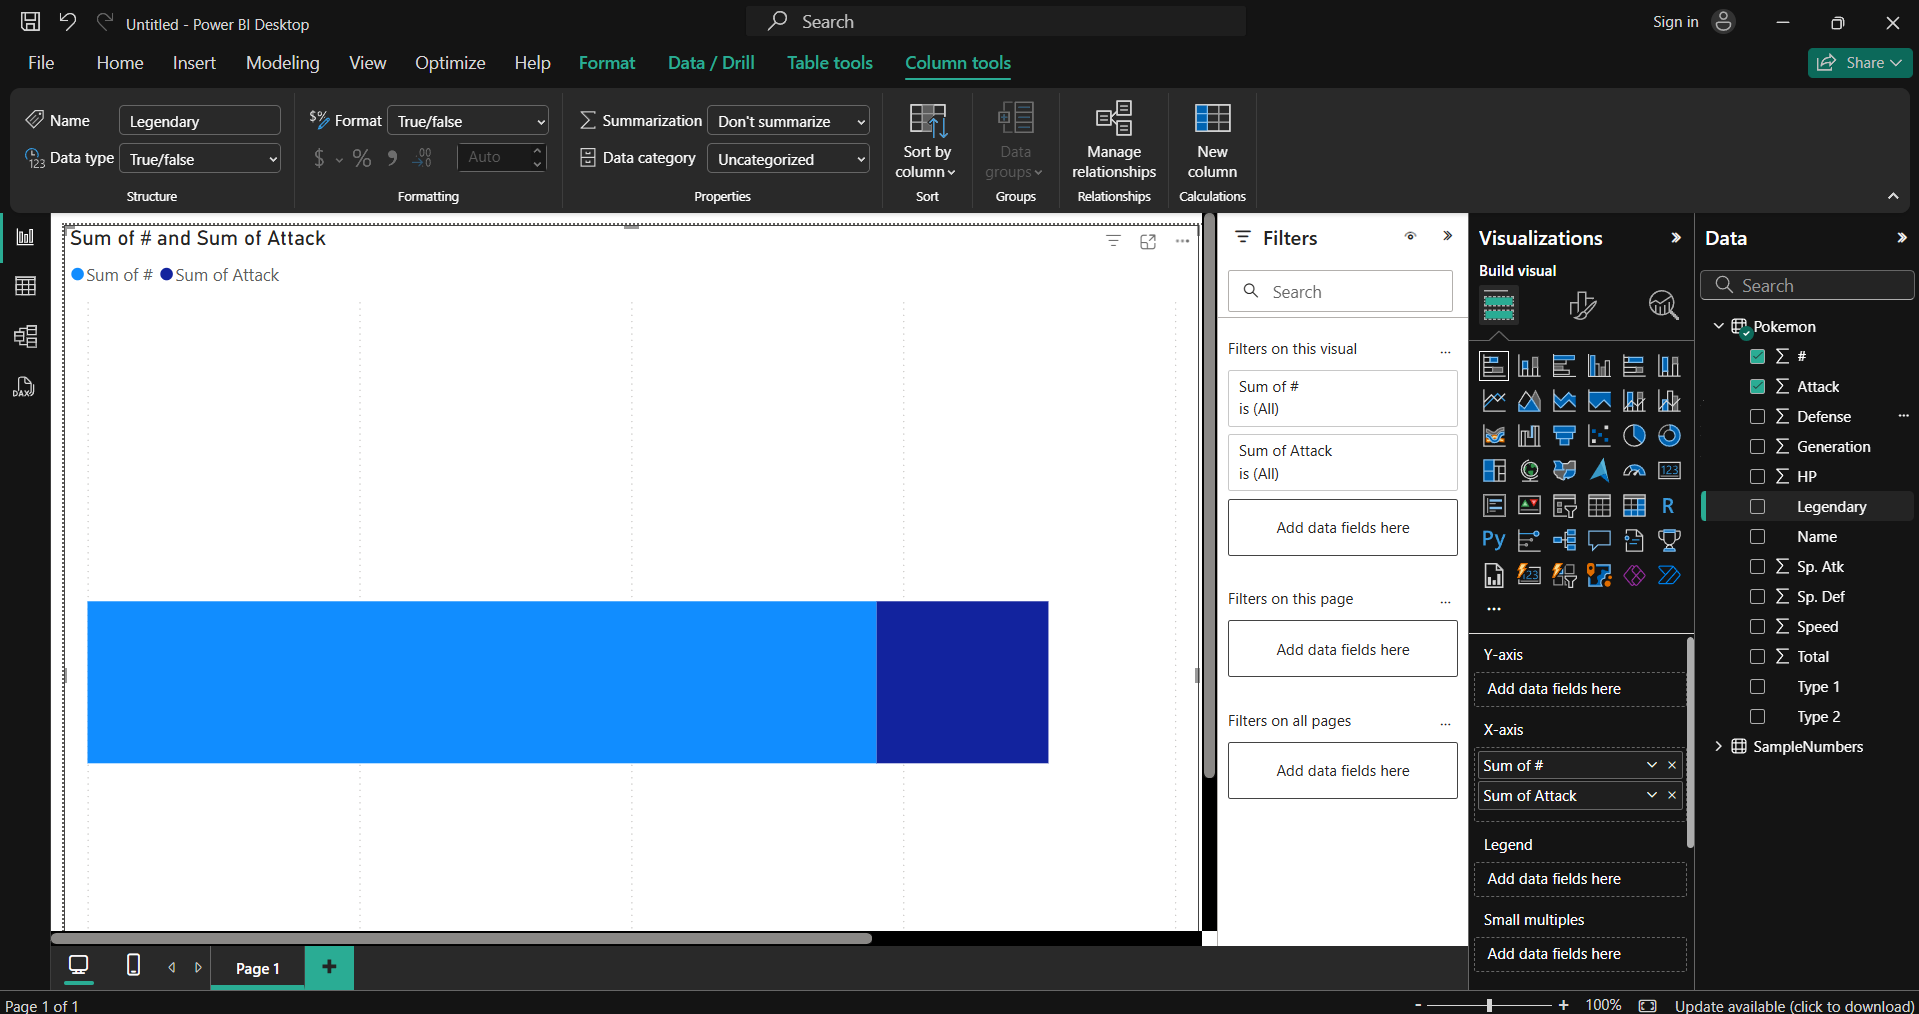 Untitled - Power BI Desktop
Search
Sign in
File Home Insert Modeling View Optimize Help Format Data / Drill Table tools Column tools
Share
Name Legendary
Data type True/false
Structure
$% Format True/false
$ % 9 .00 Auto
Formatting
Summarization Don't summarize
Data category Uncategorized
Properties
Sort by
column
Sort
Data
groups
Groups
Manage
relationships
Relationships
New
column
Calculations
Sum of # and Sum of Attack
Sum of # Sum of Attack
Filters
Search
Filters on this visual
Sum of #
is (All)
Sum of Attack
is (All)
Add data fields here
Filters on this page
Add data fields here
Filters on all pages
Add data fields here
Visualizations
Build visual
123
R
Py
123
Y-axis
Add data fields here
X-axis
Sum of #
Sum of Attack
Legend
Add data fields here
Small multiples
Add data fields here
Data
Search
Pokemon
#
Attack
Defense
Generation
HP
Legendary
Name
Sp. Atk
Sp. Def
Speed
Total
Type 1
Type 2
SampleNumbers
DAX
Page 1
Page 1 of 1
- + 100%
Update available (click to download)